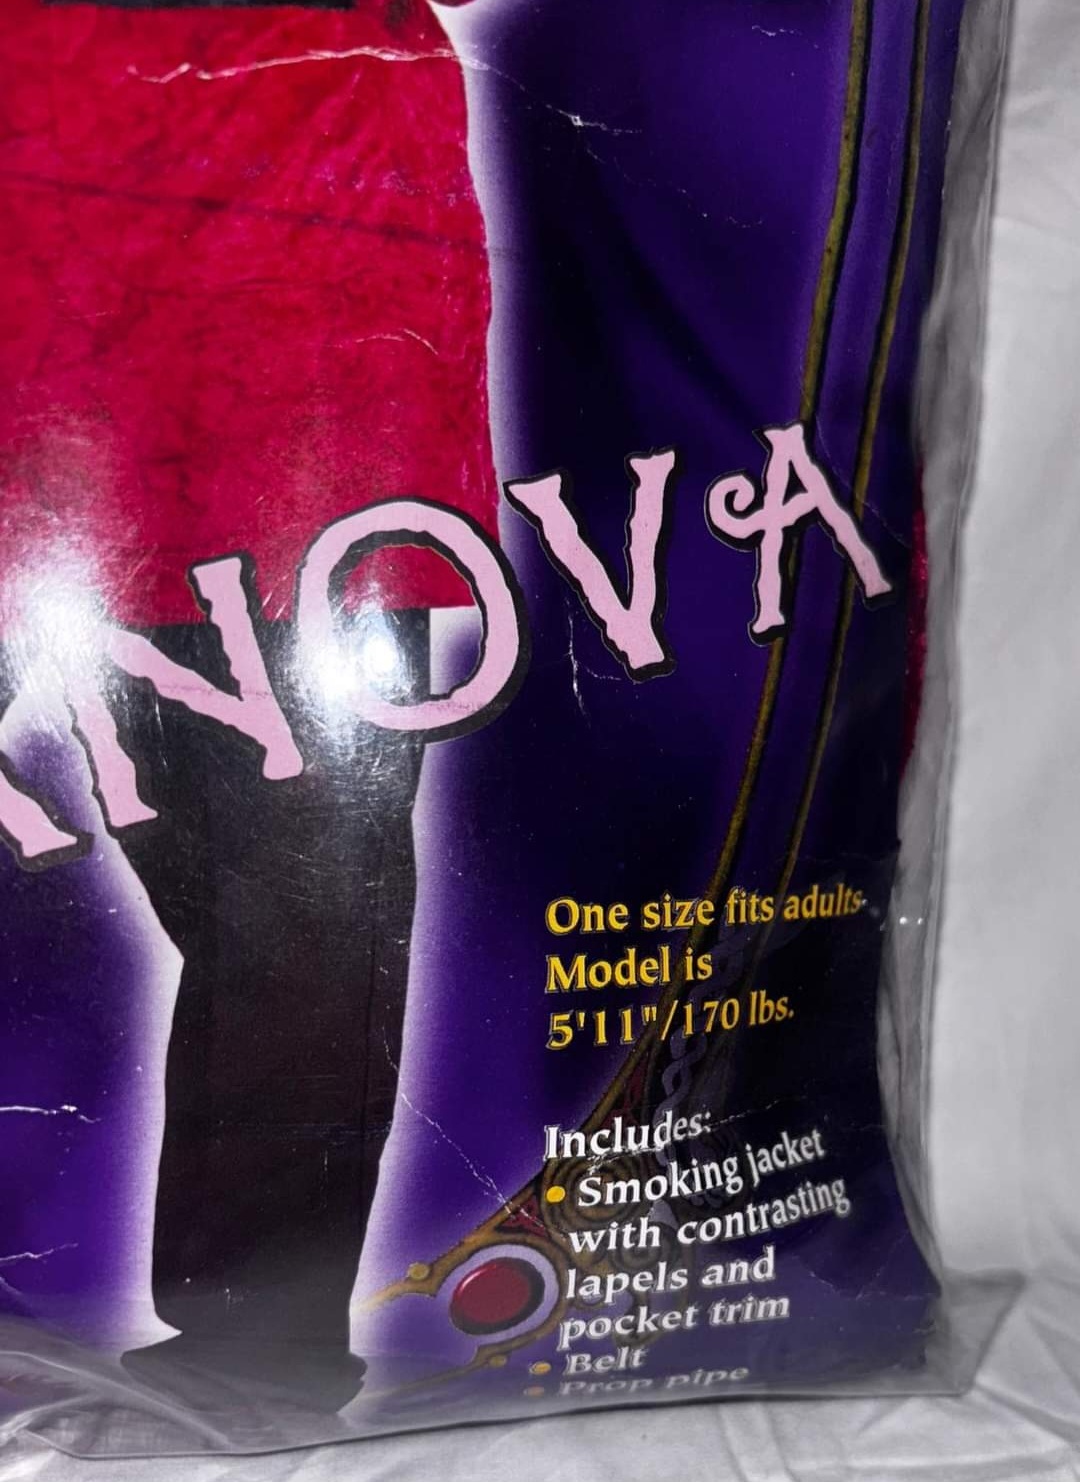 ANOVA
One size fits adults.
Model is
5'11"/170 lbs.
Includes:
• Smoking jacket
with contrasting
lapels and
pocket trim
• Belt
• Prop pipe